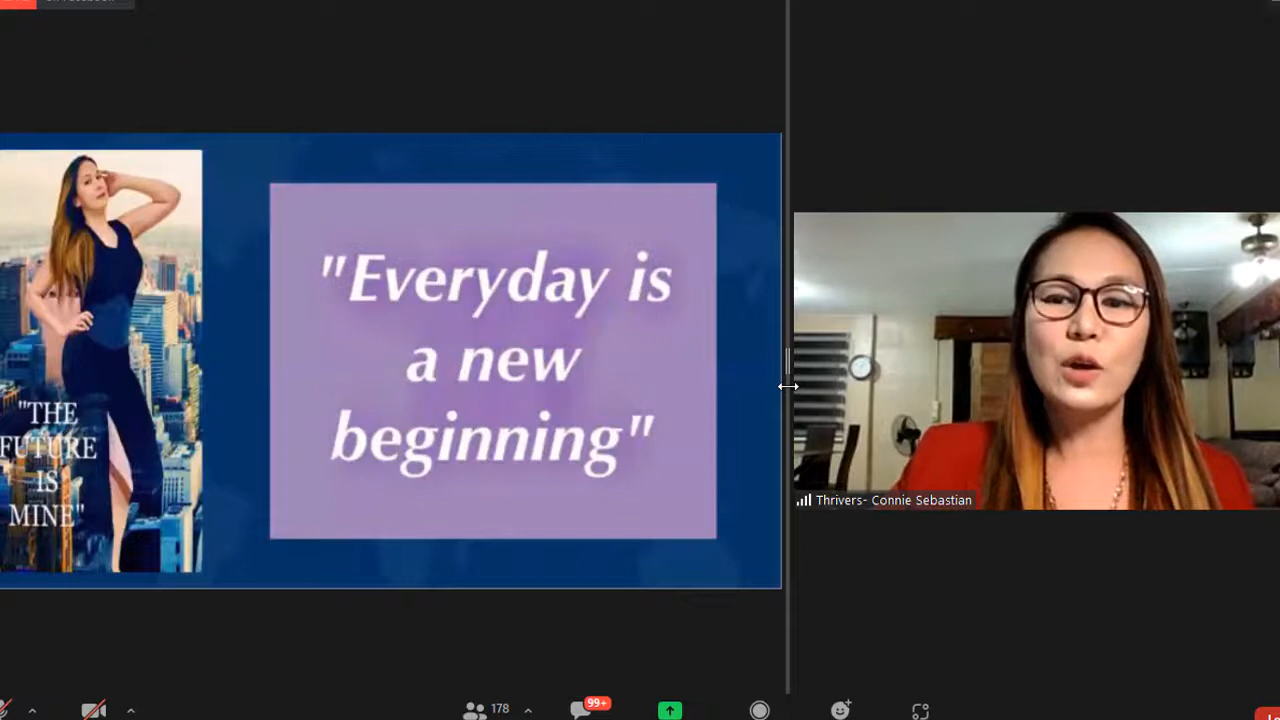 "THE
FUTURE
IS
MINE"
"Everyday is
a new
beginning"
Thrivers- Connie Sebastian
178
99+